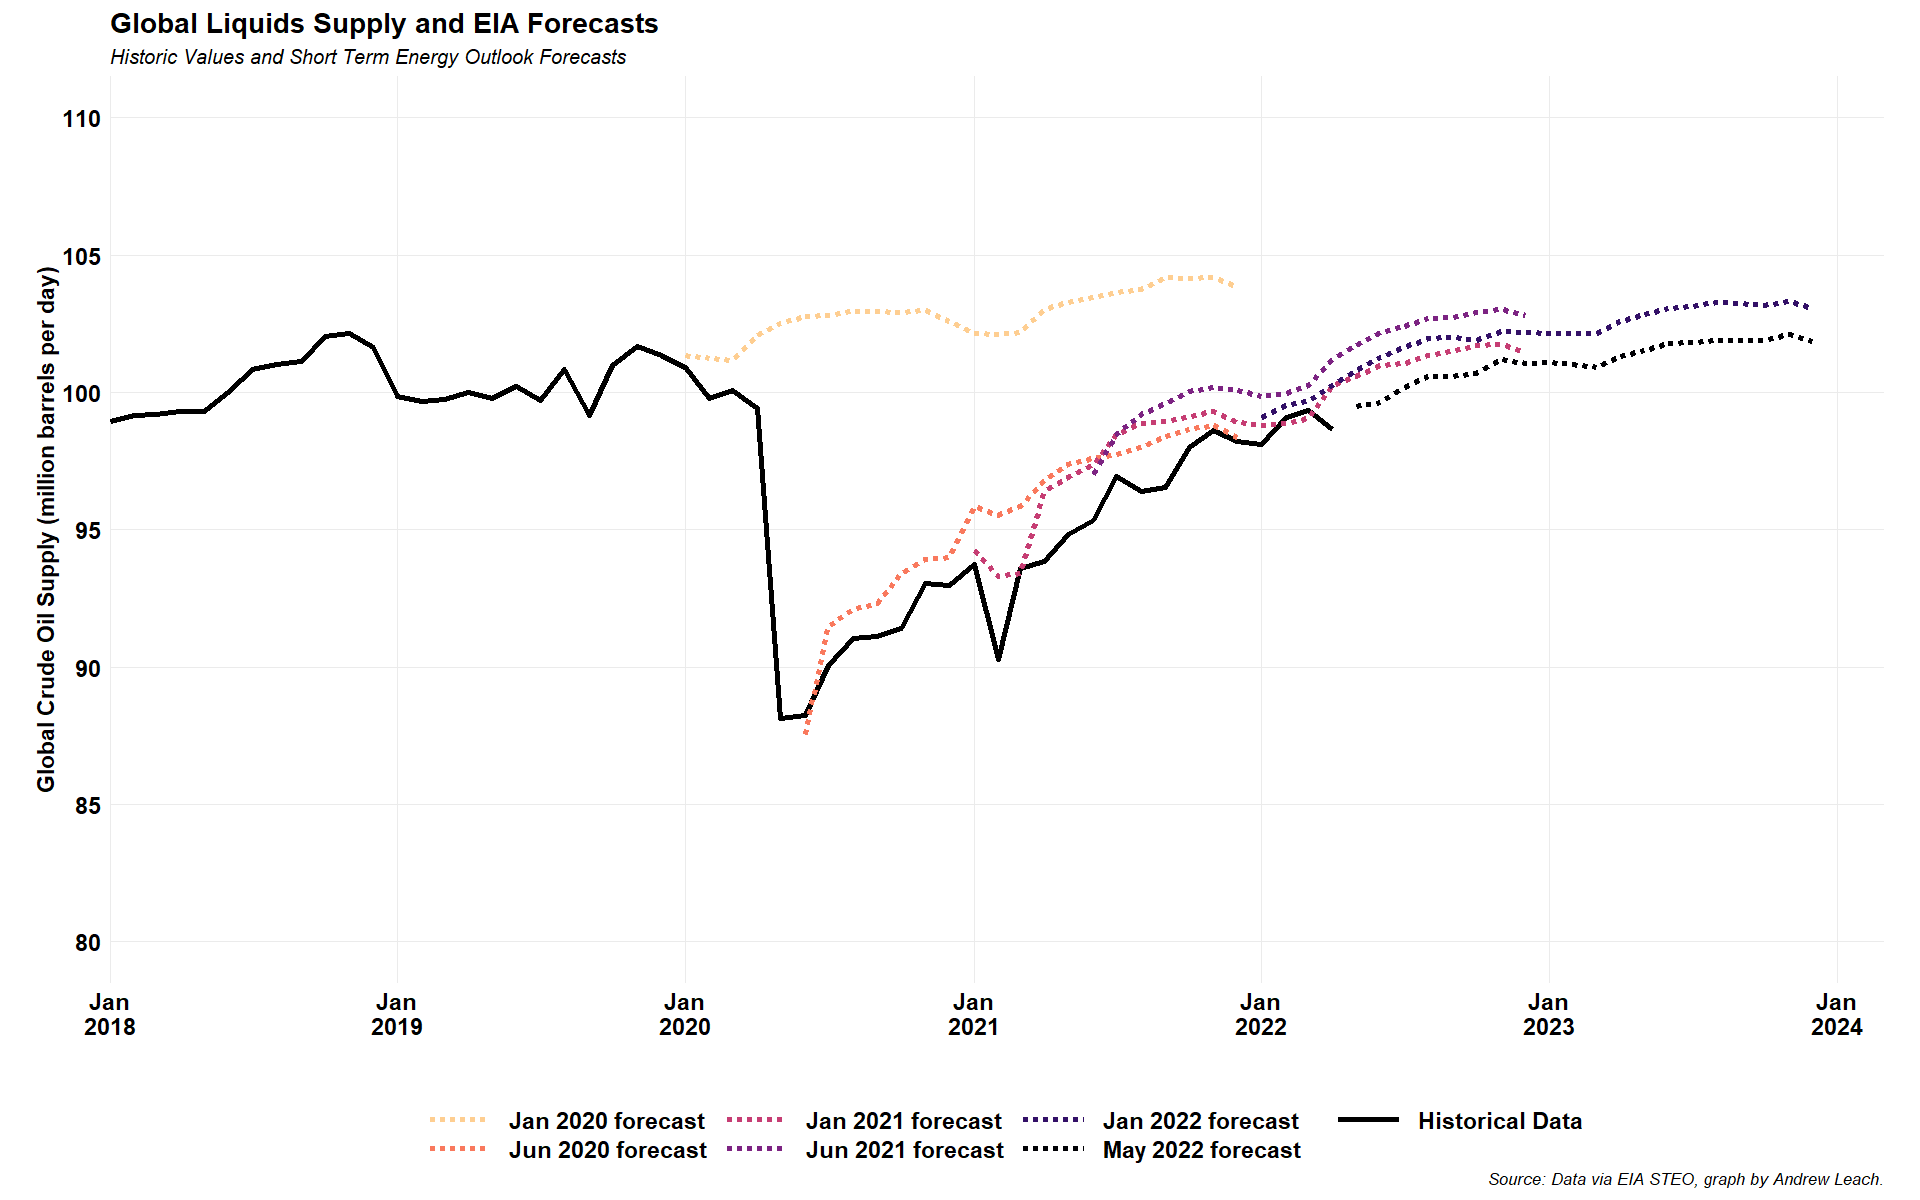 Global Liquids Supply and EIA Forecasts
Historic Values and Short Term Energy Outlook Forecasts
Global Crude Oil Supply (million barrels per day)
110
105
100
95
90
85
80
Jan 2018
Jan 2019
Jan 2020
Jan 2021
Jan 2022
Jan 2023
Jan 2024
Jan 2020 forecast
Jan 2021 forecast
Jan 2022 forecast
Historical Data
Jun 2020 forecast
Jun 2021 forecast
May 2022 forecast
Source: Data via EIA STEO, graph by Andrew Leach.